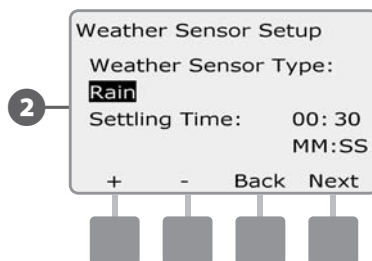 Weather Sensor Setup
Weather Sensor Type:
Rain
2
Settling Time: 00: 30
MM:SS
+ - Back Next